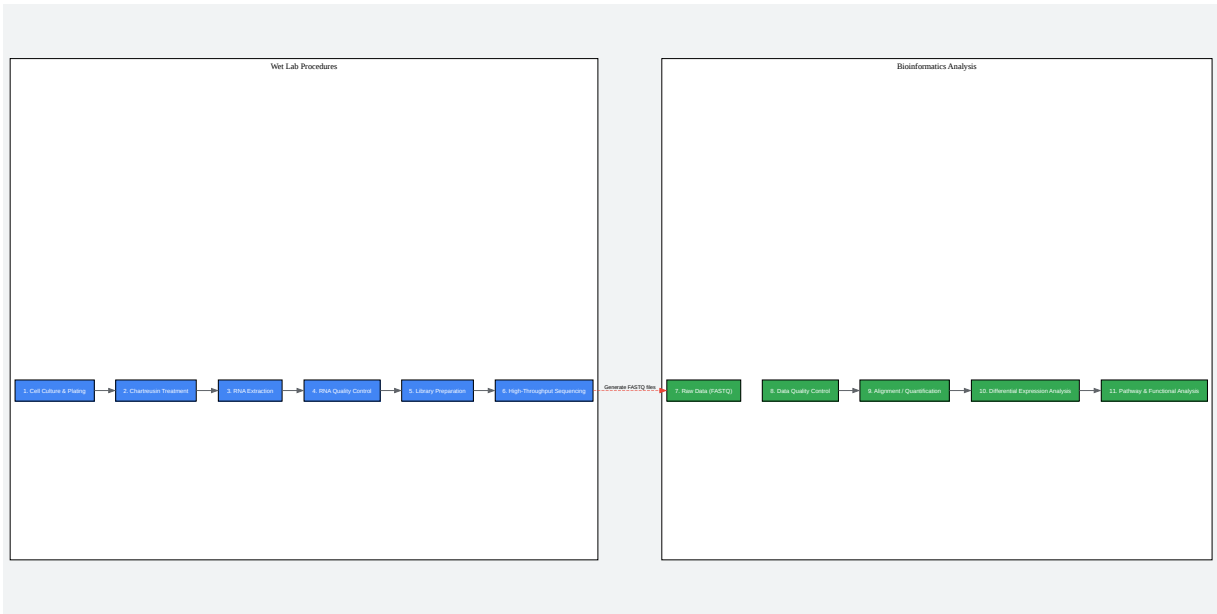 Wet Lab Procedures
1. Cell Culture & Plating
2. Chartreuson Treatment
3. RNA Extraction
4. RNA Quality Control
5. Library Preparation
6. High-Throughput Sequencing
Generate FASTQ files
Bioinformatics Analysis
7. Raw Data (FASTQ)
8. Data Quality Control
9. Alignment / Quantification
10. Differential Expression Analysis
11. Pathway & Functional Analysis